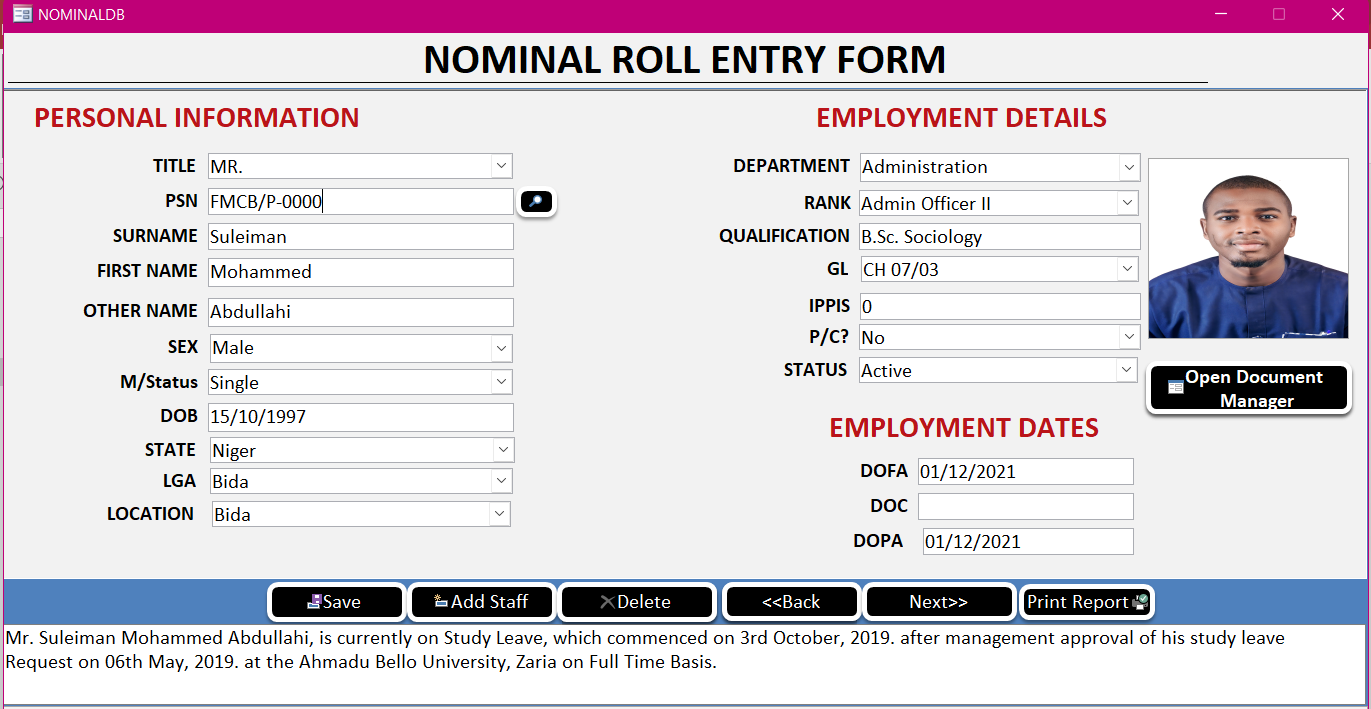 NOMINALDB
NOMINAL ROLL ENTRY FORM
PERSONAL INFORMATION
TITLE MR.
PSN FMCB/P-0000
SURNAME Suleiman
FIRST NAME Mohammed
OTHER NAME Abdullahi
SEX Male
M/Status Single
DOB 15/10/1997
STATE Niger
LGA Bida
LOCATION Bida
EMPLOYMENT DETAILS
DEPARTMENT Administration
RANK Admin Officer II
QUALIFICATION B.Sc. Sociology
GL CH 07/03
IPPIS 0
P/C? No
STATUS Active
Open Document
Manager
EMPLOYMENT DATES
DOFA 01/12/2021
DOC
DOPA 01/12/2021
Save Add Staff Delete <<Back Next>> Print Report
Mr. Suleiman Mohammed Abdullahi, is currently on Study Leave, which commenced on 3rd October, 2019. after management approval of his study leave
Request on 06th May, 2019. at the Ahmadu Bello University, Zaria on Full Time Basis.